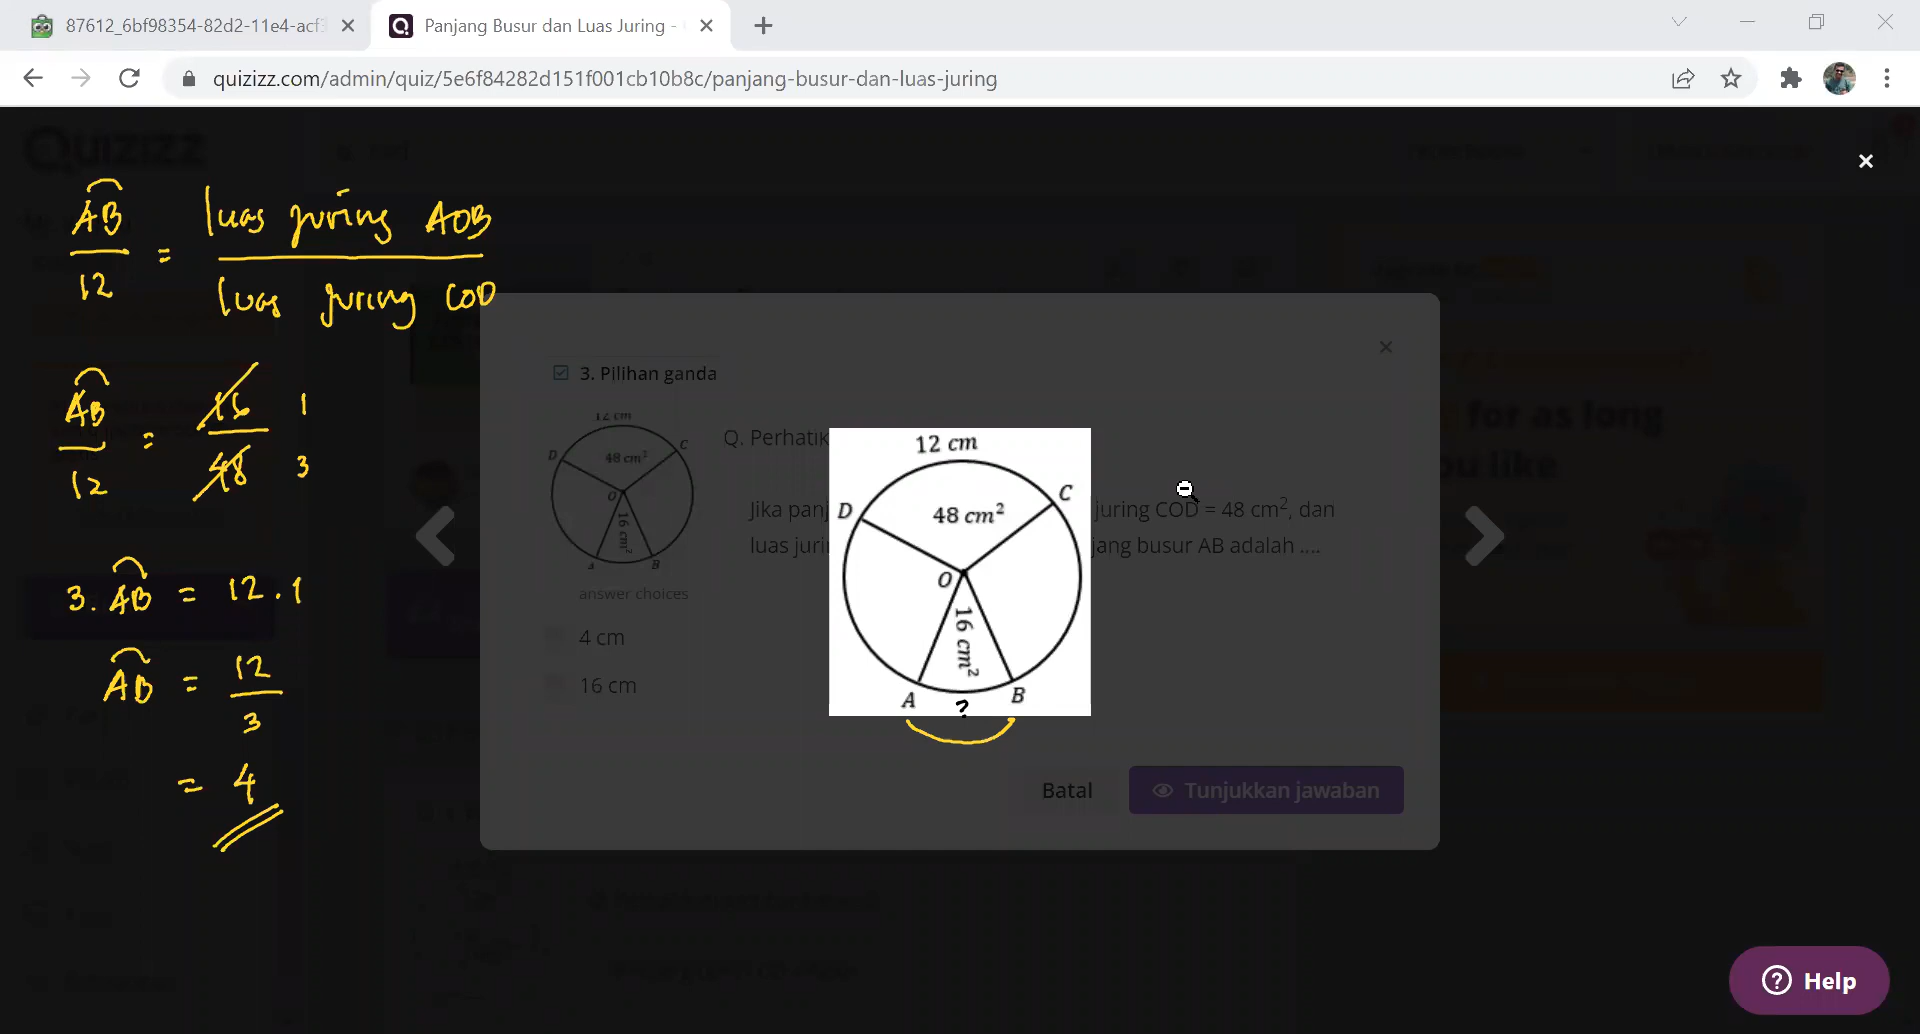 87612_6bf98354-82d2-11e4-acf3
Panjang Busur dan Luas Juring -
quizizz.com/admin/quiz/5e6f84282d151f001cb10b8c/panjang-busur-dan-luas-juring
Quizizz
AB / 12 = luas juring AOB / luas juring COD
AB / 12 = 16 / 48 1 / 3
3. AB = 12 . 1
AB = 12 / 3
= 4
3. Pilihan ganda
12 cm
D
C
48 cm²
O
16 cm²
A
B
Q. Perhatik
Jika panj juring COD = 48 cm², dan
luas juri jang busur AB adalah ....
answer choices
4 cm
16 cm
12 cm
D
C
48 cm²
O
16 cm²
A
B
?
Batal
Tunjukkan jawaban
for as long
ou like
Help